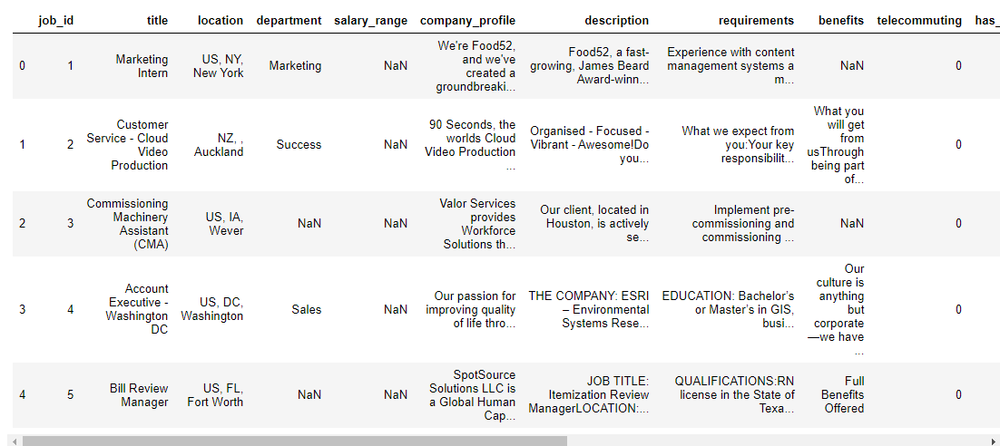 job_id title location department salary_range company_profile description requirements benefits telecommuting has_
0 1 Marketing Intern US, NY, New York Marketing NaN We're Food52, and we've created a groundbreaki... Food52, a fast-growing, James Beard Award-winn... Experience with content management systems a m... NaN 0
1 2 Customer Service - Cloud Video Production NZ, , Auckland Success NaN 90 Seconds, the worlds Cloud Video Production ... Organised - Focused - Vibrant - Awesome!Do you... What we expect from you:Your key responsibilit... What you will get from usThrough being part of... 0
2 3 Commissioning Machinery Assistant (CMA) US, IA, Wever NaN NaN Valor Services provides Workforce Solutions th... Our client, located in Houston, is actively se... Implement pre-commissioning and commissioning ... NaN 0
3 4 Account Executive - Washington DC US, DC, Washington Sales NaN Our passion for improving quality of life thro... THE COMPANY: ESRI – Environmental Systems Rese... EDUCATION: Bachelor's or Master's in GIS, busi... Our culture is anything but corporate—we have ... 0
4 5 Bill Review Manager US, FL, Fort Worth NaN NaN SpotSource Solutions LLC is a Global Human Cap... JOB TITLE: Itemization Review ManagerLOCATION:... QUALIFICATIONS:RN license in the State of Texa... Full Benefits Offered 0